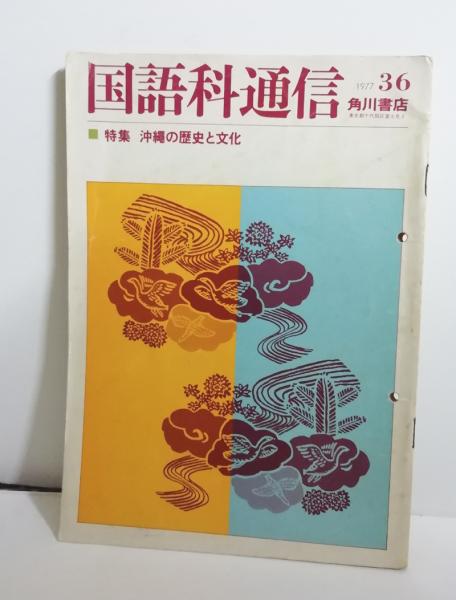 国語科通信
1977 36
角川書店
特集 沖縄の歴史と文化